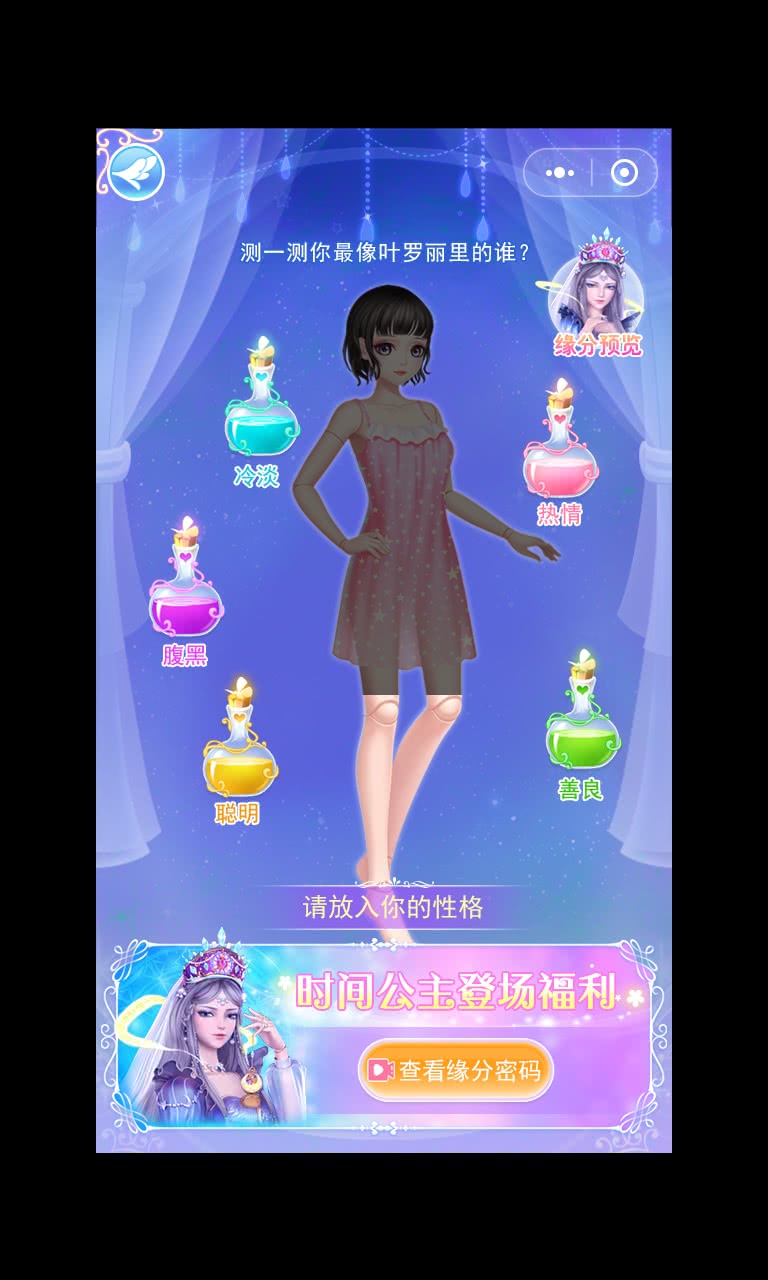 测一测你最像叶罗丽里的谁？
缘分预览
冷淡
热情
腹黑
善良
聪明
请放入你的性格
时间公主登场福利
查看缘分密码